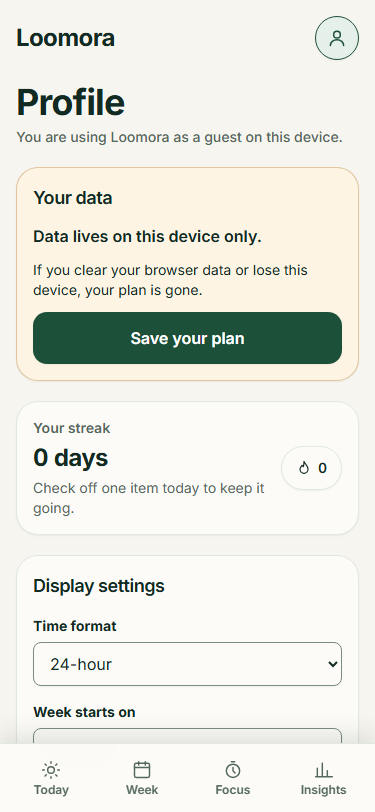 Loomora
Profile
You are using Loomora as a guest on this device.
Your data
Data lives on this device only.
If you clear your browser data or lose this
device, your plan is gone.
Save your plan
Your streak
0 days
Check off one item today to keep it
going.
0
Display settings
Time format
24-hour
Week starts on
Today
Week
Focus
Insights